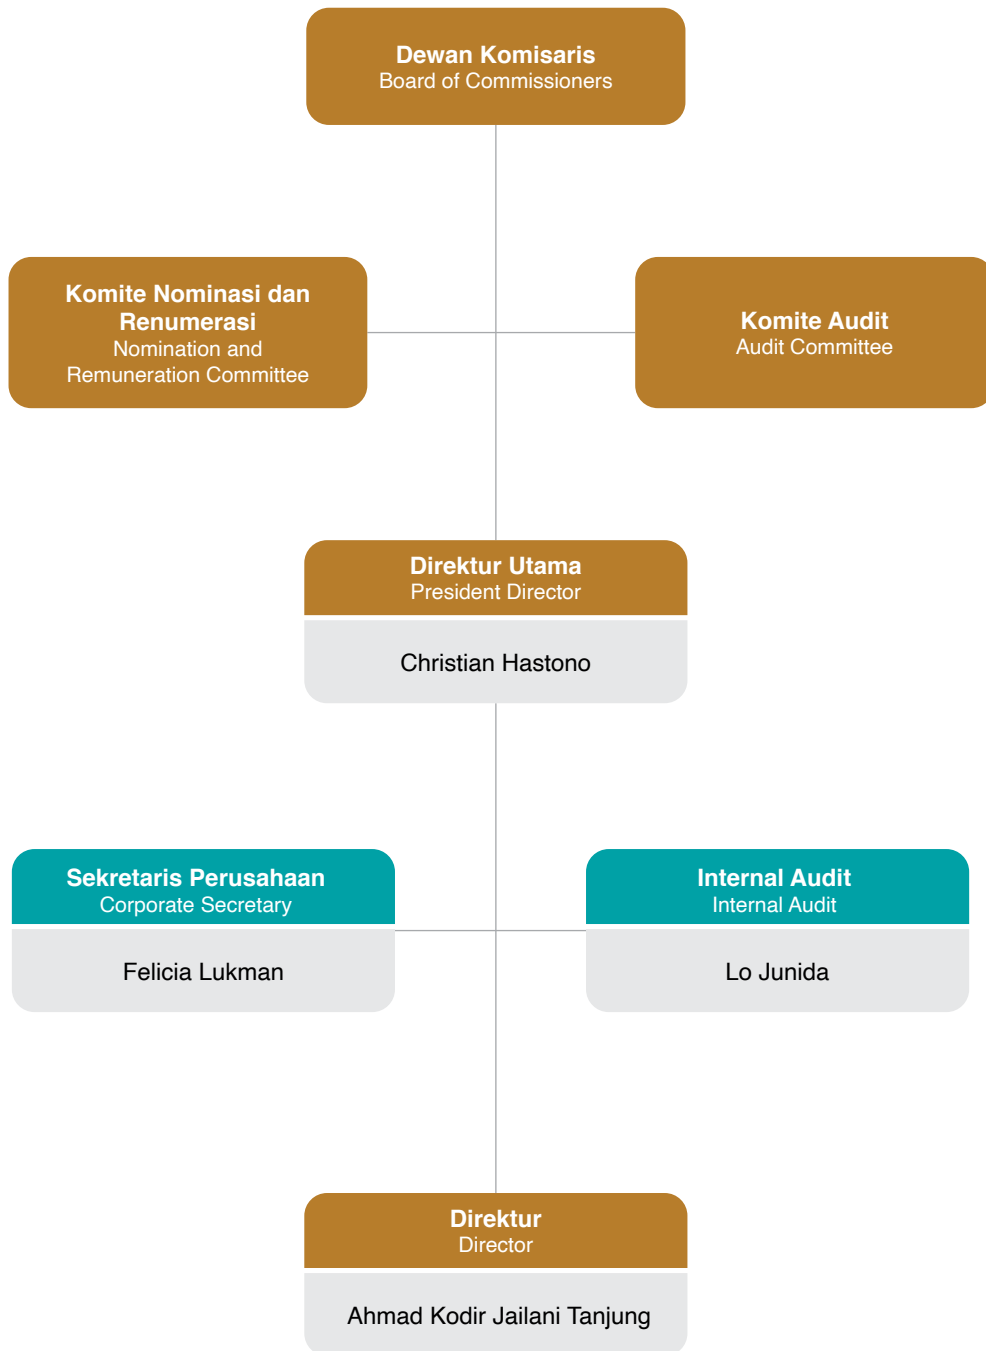 Dewan Komisaris
Board of Commissioners
Komite Nominasi dan
Renumerasi
Nomination and
Remuneration Committee
Komite Audit
Audit Committee
Direktur Utama
President Director
Christian Hastono
Sekretaris Perusahaan
Corporate Secretary
Felicia Lukman
Internal Audit
Internal Audit
Lo Junida
Direktur
Director
Ahmad Kodir Jailani Tanjung